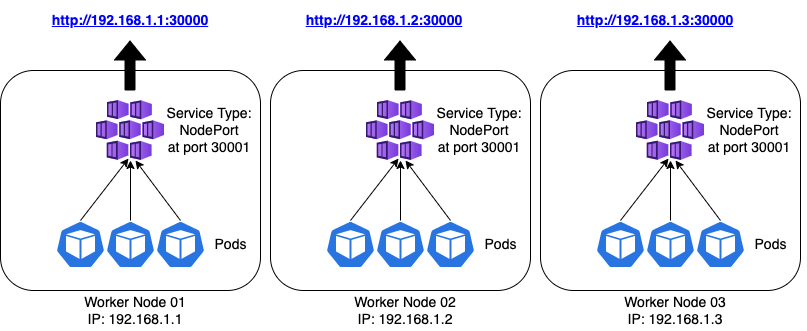 http://192.168.1.1:30000
http://192.168.1.2:30000
http://192.168.1.3:30000
Service Type:
NodePort
at port 30001
Service Type:
NodePort
at port 30001
Service Type:
NodePort
at port 30001
Pods
Pods
Pods
Worker Node 01
IP: 192.168.1.1
Worker Node 02
IP: 192.168.1.2
Worker Node 03
IP: 192.168.1.3